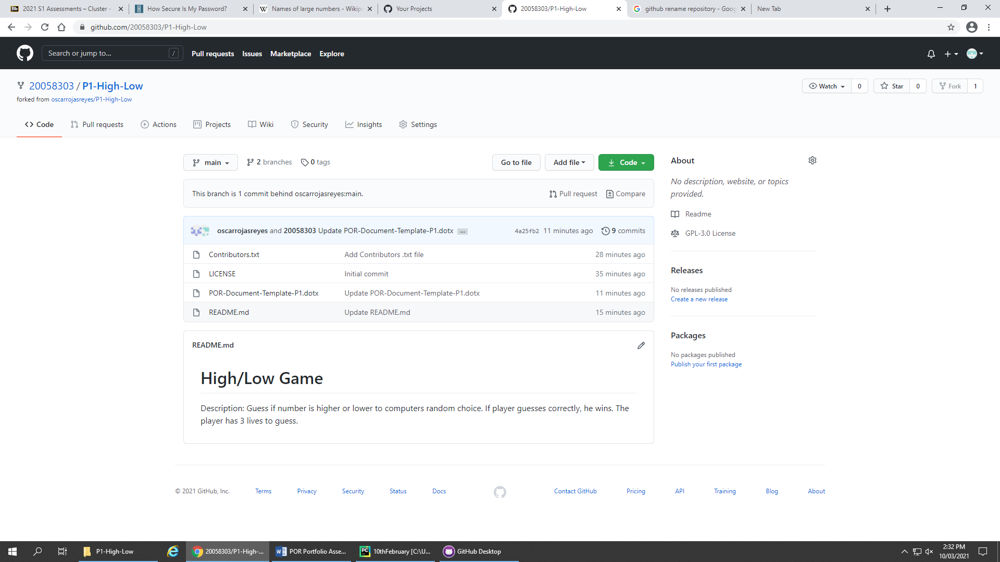 2021 S1 Assessments – Cluster -
How Secure Is My Password?
Names of large numbers - Wikip
Your Projects
20058303/P1-High-Low
github rename repository - Goog
New Tab
github.com/20058303/P1-High-Low
Search or jump to...
/
Pull requests
Issues
Marketplace
Explore
20058303 / P1-High-Low
Watch 0
Star 0
Fork 1
forked from oscarrojasreyes/P1-High-Low
Code
Pull requests
Actions
Projects
Wiki
Security
Insights
Settings
main
2 branches
0 tags
Go to file
Add file
Code
This branch is 1 commit behind oscarrojasreyes:main.
Pull request
Compare
oscarrojasreyes and 20058303 Update POR-Document-Template-P1.dotx ...
4a25fb2 11 minutes ago
9 commits
Contributors.txt
Add Contributors .txt file
28 minutes ago
LICENSE
Initial commit
35 minutes ago
POR-Document-Template-P1.dotx
Update POR-Document-Template-P1.dotx
11 minutes ago
README.md
Update README.md
15 minutes ago
README.md
High/Low Game
Description: Guess if number is higher or lower to computers random choice. If player guesses correctly, he wins. The
player has 3 lives to guess.
About
No description, website, or topics
provided.
Readme
GPL-3.0 License
Releases
No releases published
Create a new release
Packages
No packages published
Publish your first package
© 2021 GitHub, Inc.
Terms
Privacy
Security
Status
Docs
Contact GitHub
Pricing
API
Training
Blog
About
P1-High-Low
20058303/P1-High-...
POR Portfolio Asse...
10thFebruary [C:\U...
GitHub Desktop
2:32 PM
10/03/2021